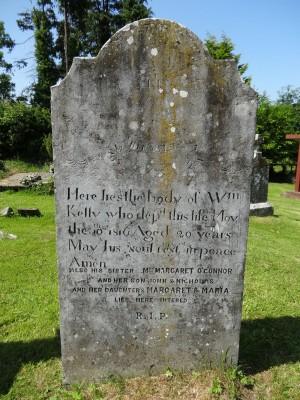 Here lies the body of Wm
Kelly who dep'd this life May
the 1816 Aged 20 years
May his soul rest in peace
Amen
ALSO HIS SISTER Mrs MARGARET O'CONNOR
AND HER SON JOHN & NICHOLAS
AND HER DAUGHTERS MARGARET & MARIA
LIES HERE INTERED
R.I.P.